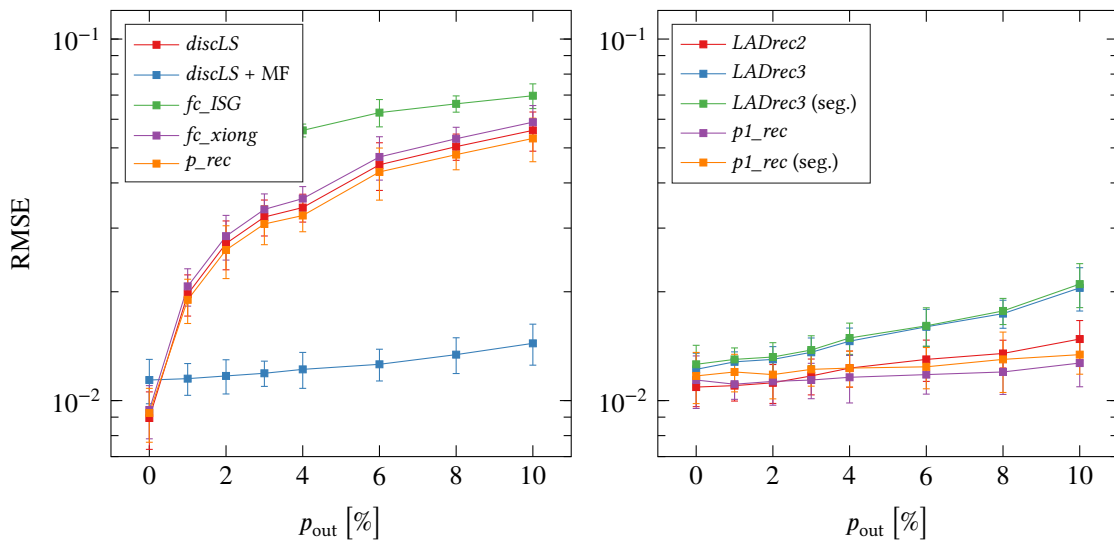 10⁻¹
10⁻²
RMSE
discLS
discLS + MF
fc_ISG
fc_xiong
p_rec
0 2 4 6 8 10
p_out [%]
10⁻¹
10⁻²
LADrec2
LADrec3
LADrec3 (seg.)
p1_rec
p1_rec (seg.)
0 2 4 6 8 10
p_out [%]